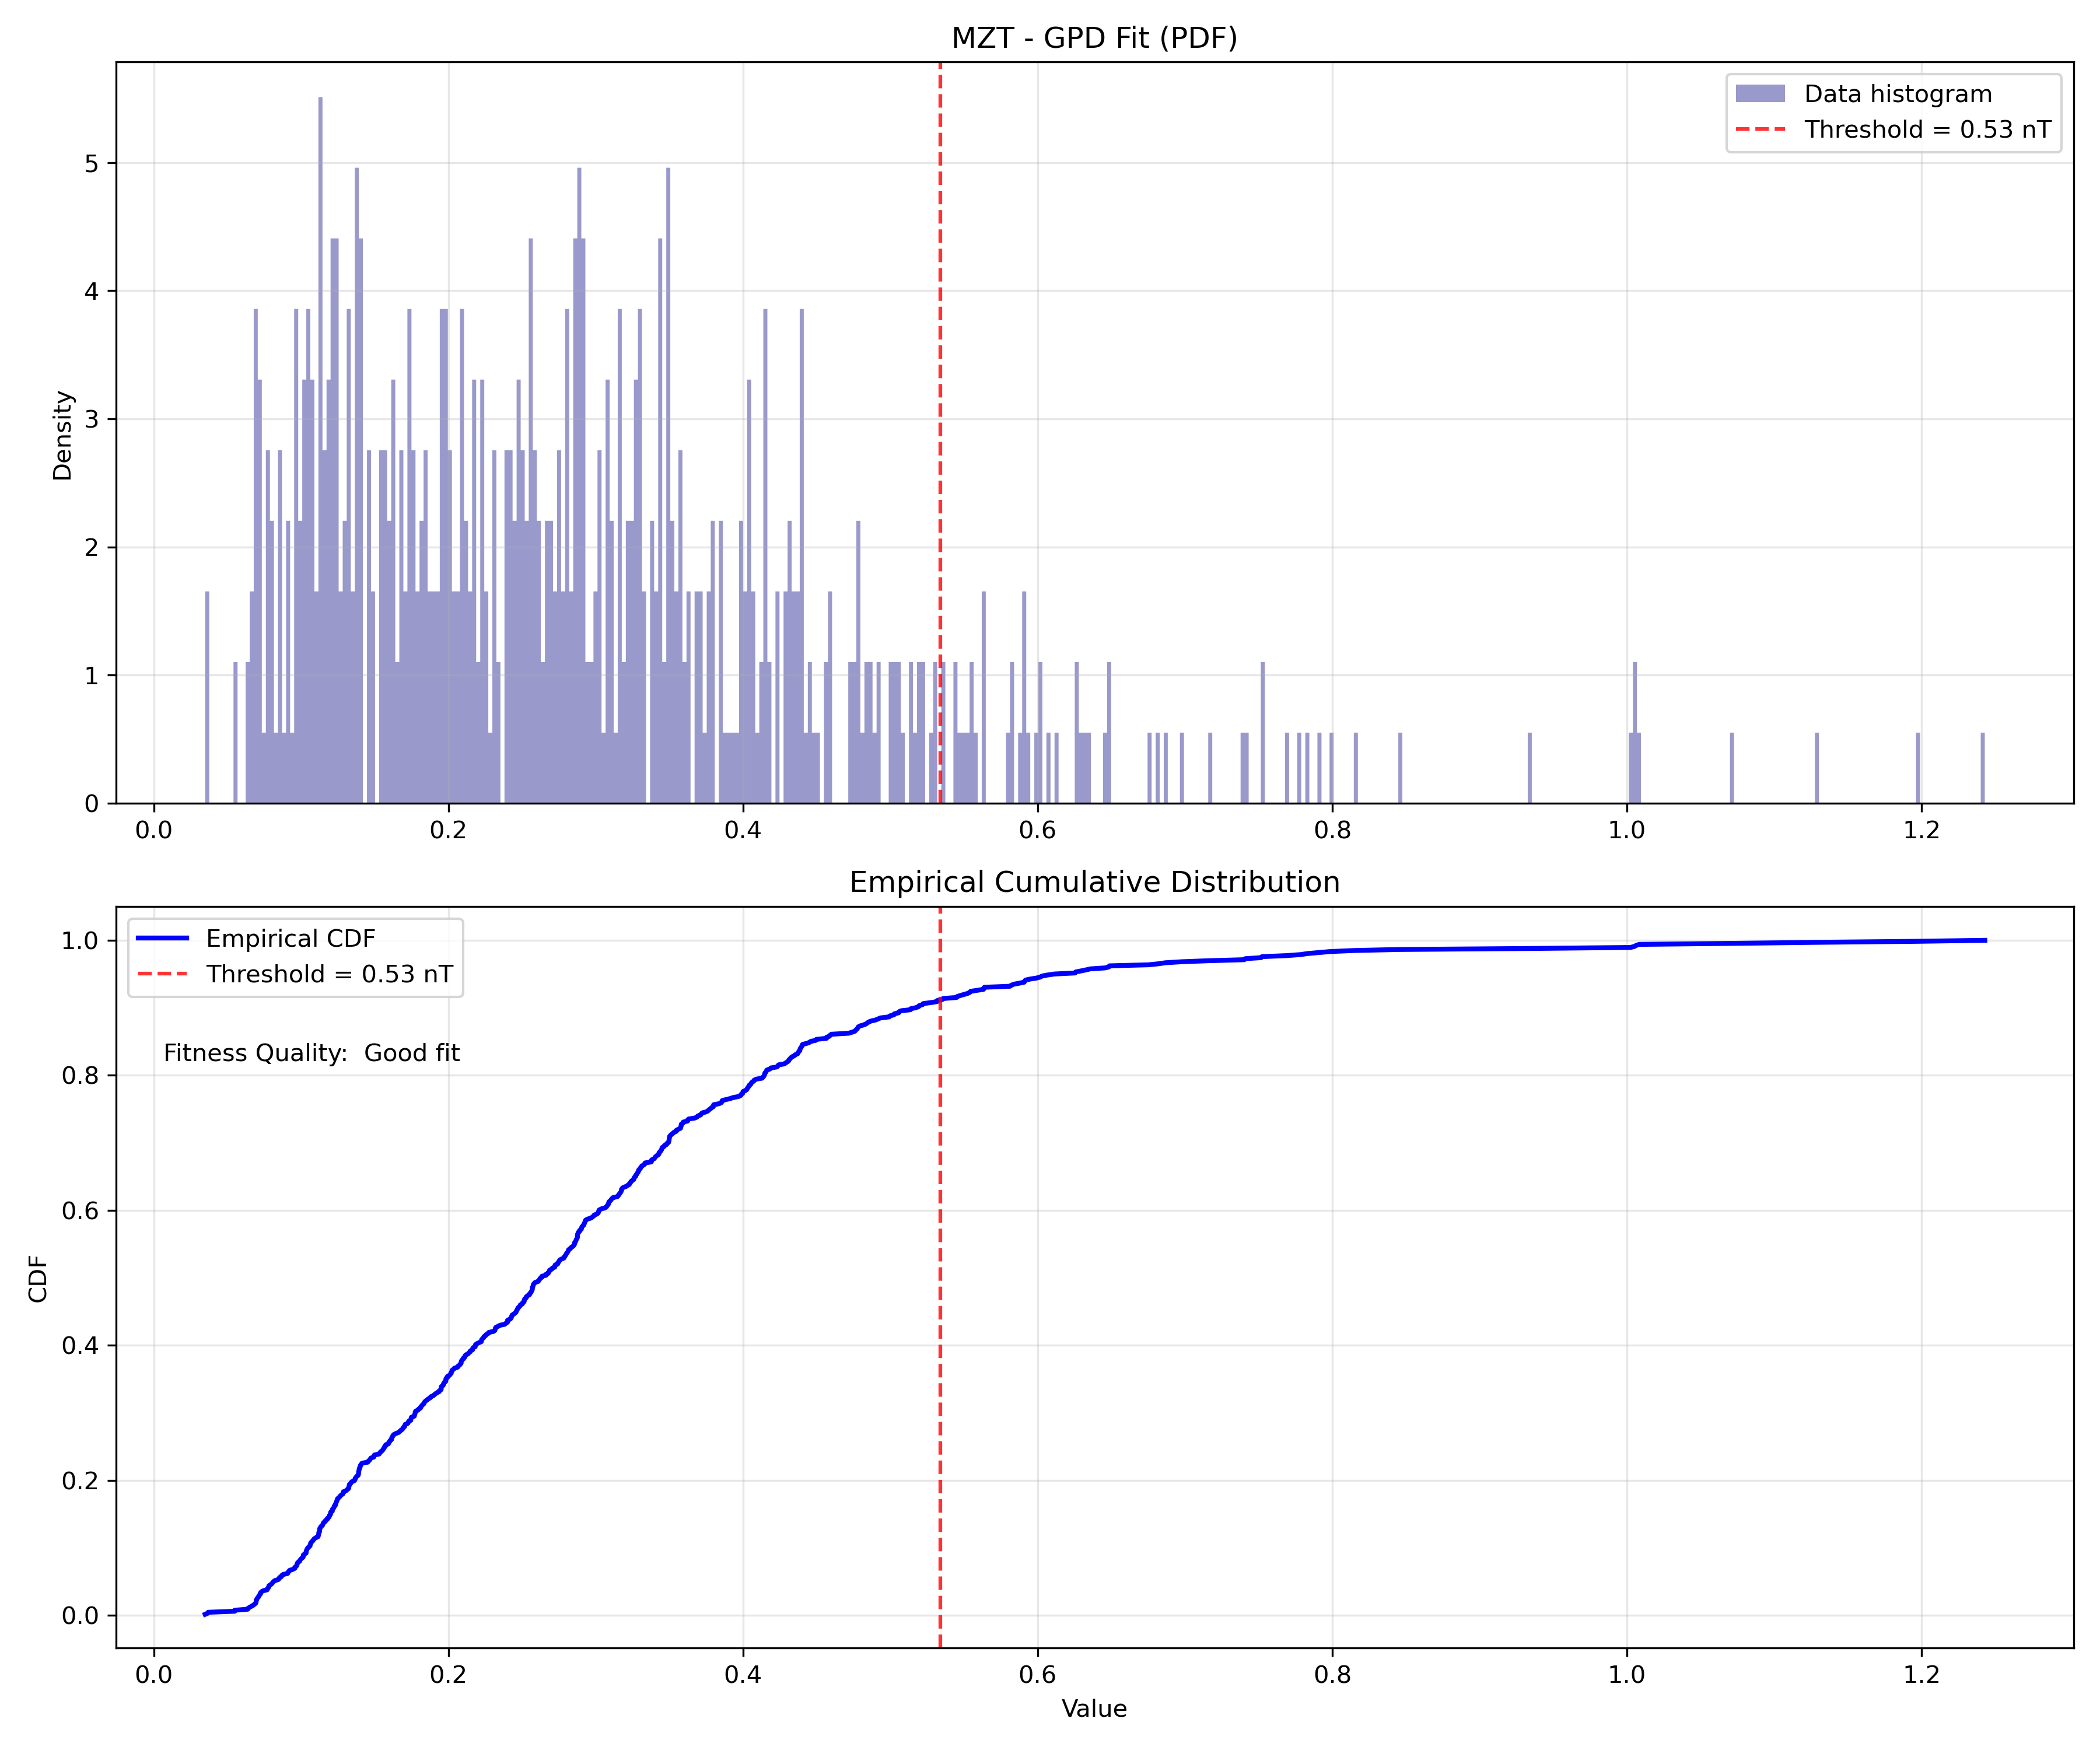 MZT - GPD Fit (PDF)
Data histogram
Threshold = 0.53 nT
Density
5
4
3
2
1
0
0.0 0.2 0.4 0.6 0.8 1.0 1.2
Empirical Cumulative Distribution
Empirical CDF
Threshold = 0.53 nT
Fitness Quality:  Good fit
CDF
1.0
0.8
0.6
0.4
0.2
0.0
0.0 0.2 0.4 0.6 0.8 1.0 1.2
Value